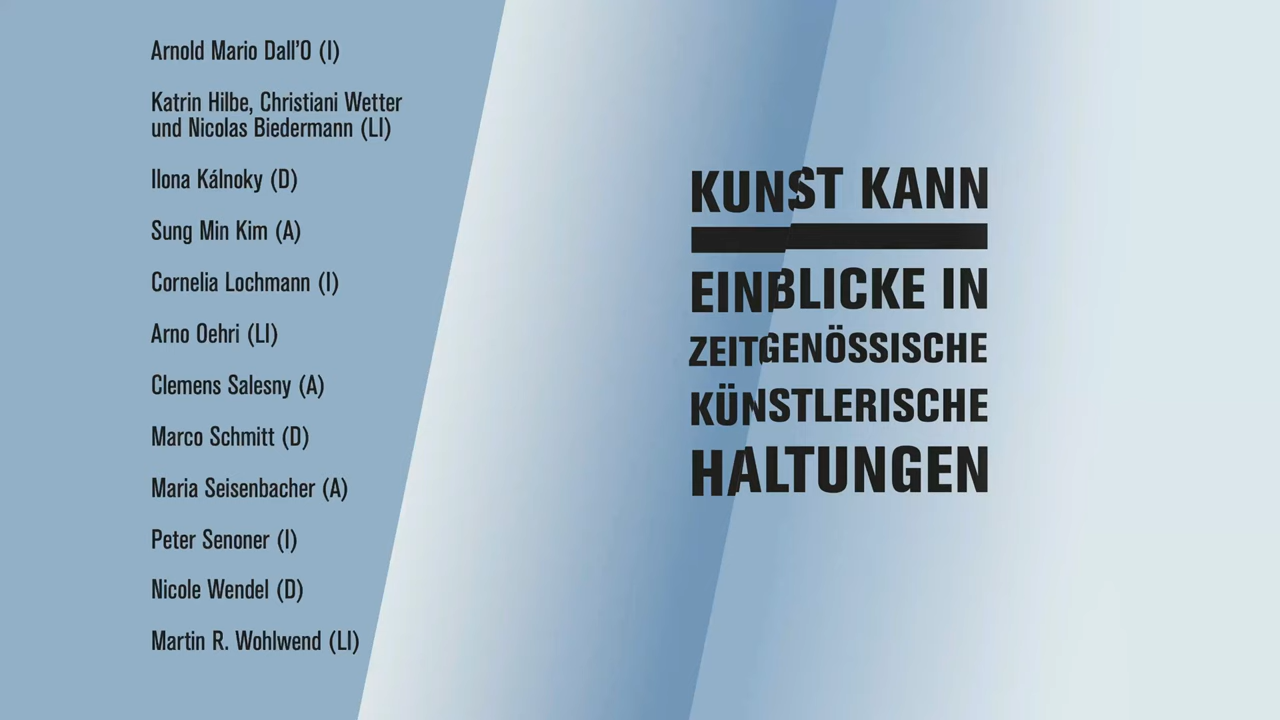 Arnold Mario Dall’O (I)
Katrin Hilbe, Christiani Wetter
und Nicolas Biedermann (LI)
Ilona Kálnoky (D)
Sung Min Kim (A)
Cornelia Lochmann (I)
Arno Oehri (LI)
Clemens Salesny (A)
Marco Schmitt (D)
Maria Seisenbacher (A)
Peter Senoner (I)
Nicole Wendel (D)
Martin R. Wohlwend (LI)
KUNST KANN
EINBLICKE IN
ZEITGENÖSSISCHE
KÜNSTLERISCHE
HALTUNGEN